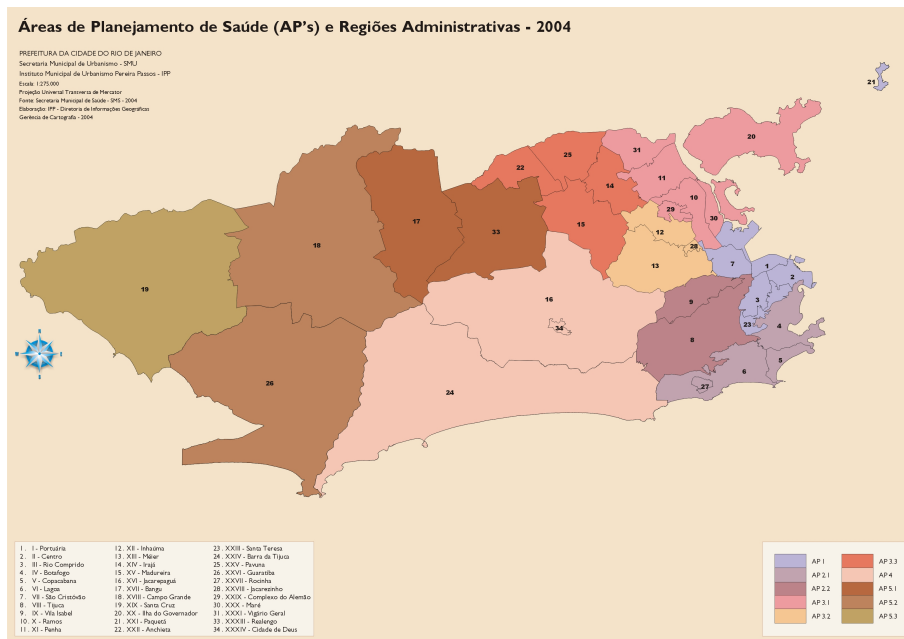 Áreas de Planejamento de Saúde (AP's) e Regiões Administrativas - 2004
PREFEITURA DA CIDADE DO RIO DE JANEIRO
Secretaria Municipal de Urbanismo - SMU
Instituto Municipal de Urbanismo Pereira Passos - IPP
Escala: 1:275.000
Projeção Universal Transversa de Mercator
Fonte: Secretaria Municipal de Saúde - SMS - 2004
Elaboração: IPP - Diretoria de Informações Geográficas
Gerência de Cartografia - 2004
21
20
31
25
22
11
14
10
29
30
17
15
12
33
18
28
13
7
1
2
19
16
9
3
34
23
4
8
5
6
26
27
24
1. I - Portuária
2. II - Centro
3. III - Rio Comprido
4. IV - Botafogo
5. V - Copacabana
6. VI - Lagoa
7. VII - São Cristóvão
8. VIII - Tijuca
9. IX - Vila Isabel
10. X - Ramos
11. XI - Penha
12. XII - Inhaúma
13. XIII - Méier
14. XIV - Irajá
15. XV - Madureira
16. XVI - Jacarepaguá
17. XVII - Bangu
18. XVIII - Campo Grande
19. XIX - Santa Cruz
20. XX - Ilha do Governador
21. XXI - Paquetá
22. XXII - Anchieta
23. XXIII - Santa Teresa
24. XXIV - Barra da Tijuca
25. XXV - Pavuna
26. XXVI - Guaratiba
27. XXVII - Rocinha
28. XXVIII - Jacarezinho
29. XXIX - Complexo do Alemão
30. XXX - Maré
31. XXXI - Vigário Geral
33. XXXIII - Realengo
34. XXXIV - Cidade de Deus
AP 1
AP 2.1
AP 2.2
AP 3.1
AP 3.2
AP 3.3
AP 4
AP 5.1
AP 5.2
AP 5.3